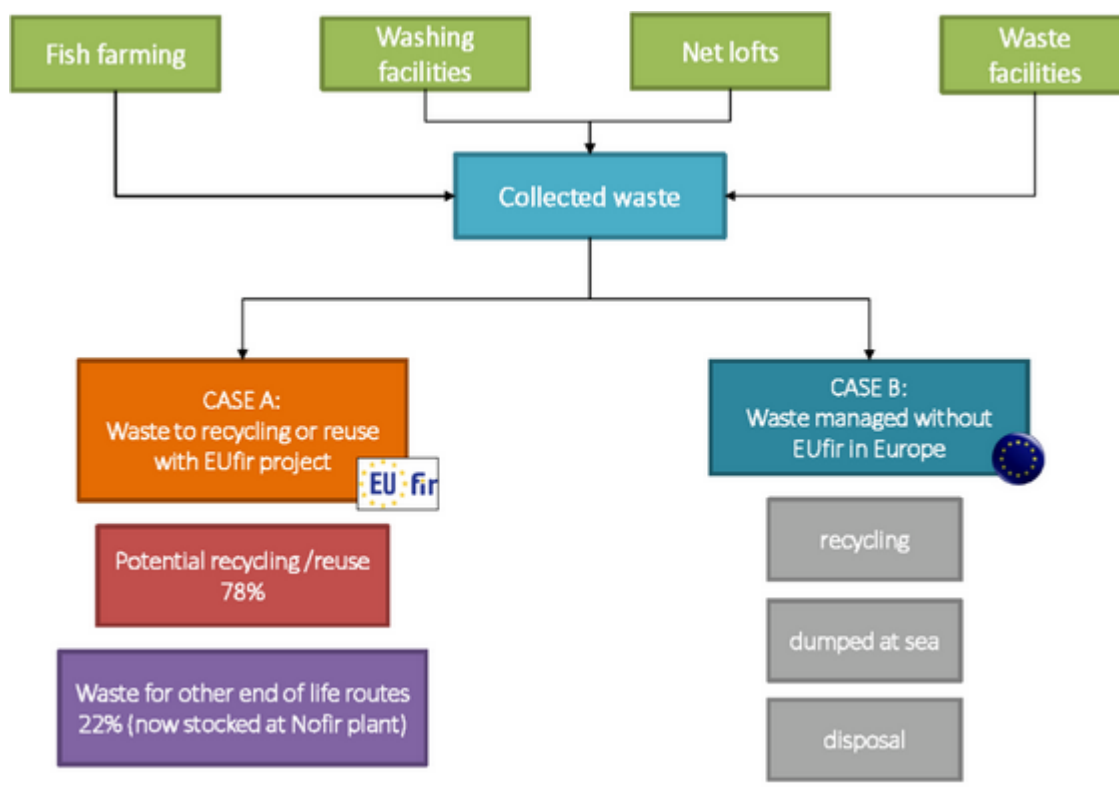 Fish farming
Washing
facilities
Net lofts
Waste
facilities
Collected waste
CASE A:
Waste to recycling or reuse
with EUfir project
EU fir
Potential recycling /reuse
78%
Waste for other end of life routes
22% (now stocked at Nofir plant)
CASE B:
Waste managed without
EUfir in Europe
recycling
dumped at sea
disposal